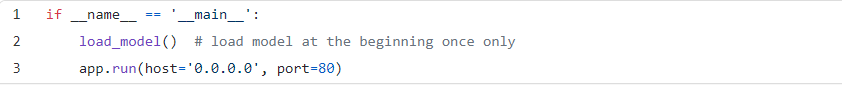 1 if __name__ == '__main__':
2     load_model()  # load model at the beginning once only
3     app.run(host='0.0.0.0', port=80)